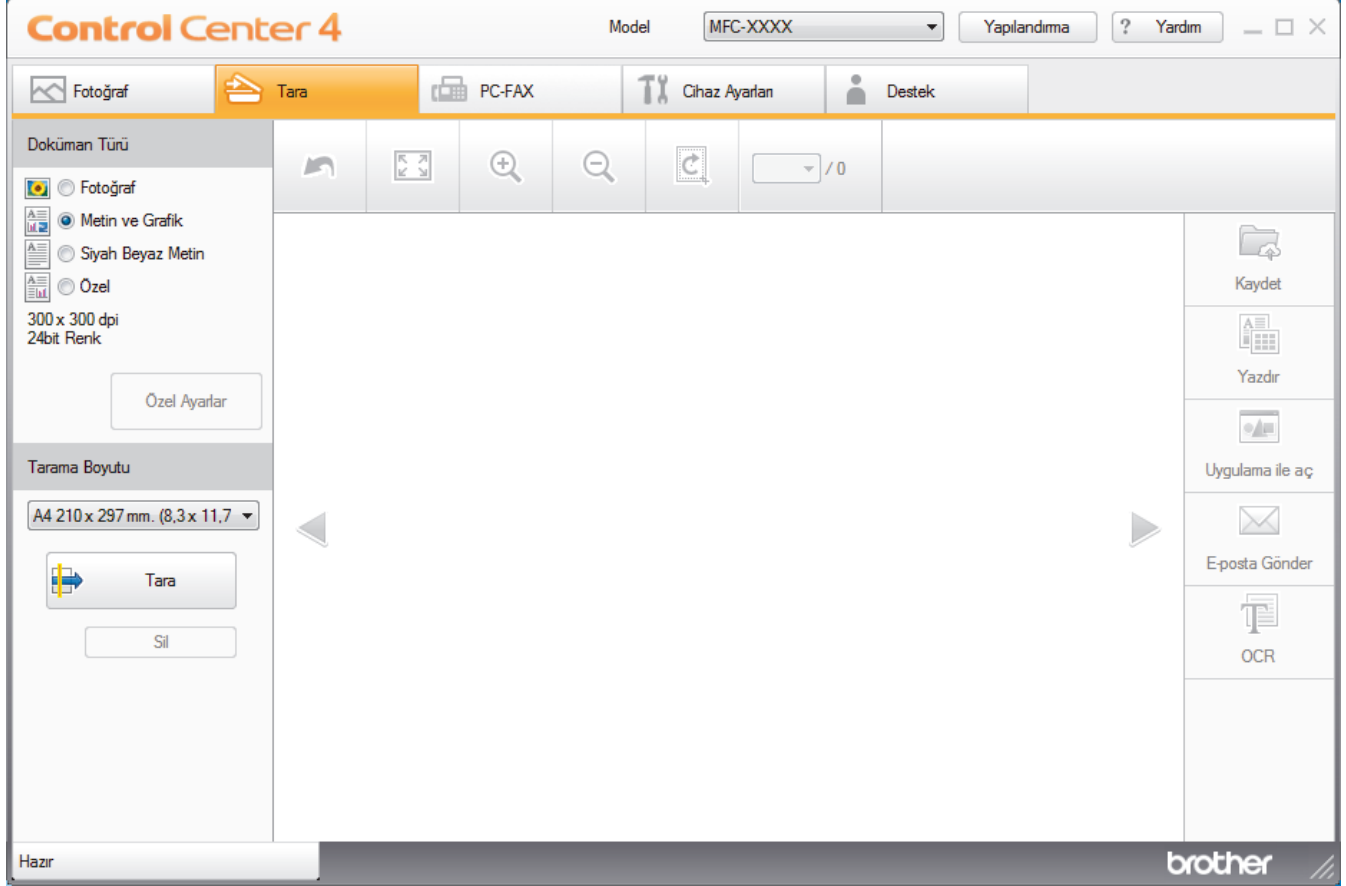 Control Center 4
Model
MFC-XXXX
Yapılandırma
? Yardım
Fotoğraf
Tara
PC-FAX
Cihaz Ayarları
Destek
Doküman Türü
Fotoğraf
Metin ve Grafik
Siyah Beyaz Metin
Özel
300 x 300 dpi
24bit Renk
Özel Ayarlar
Tarama Boyutu
A4 210 x 297 mm. (8,3 x 11,7
Tara
Sil
/ 0
Kaydet
Yazdır
Uygulama ile aç
E-posta Gönder
OCR
Hazır
brother